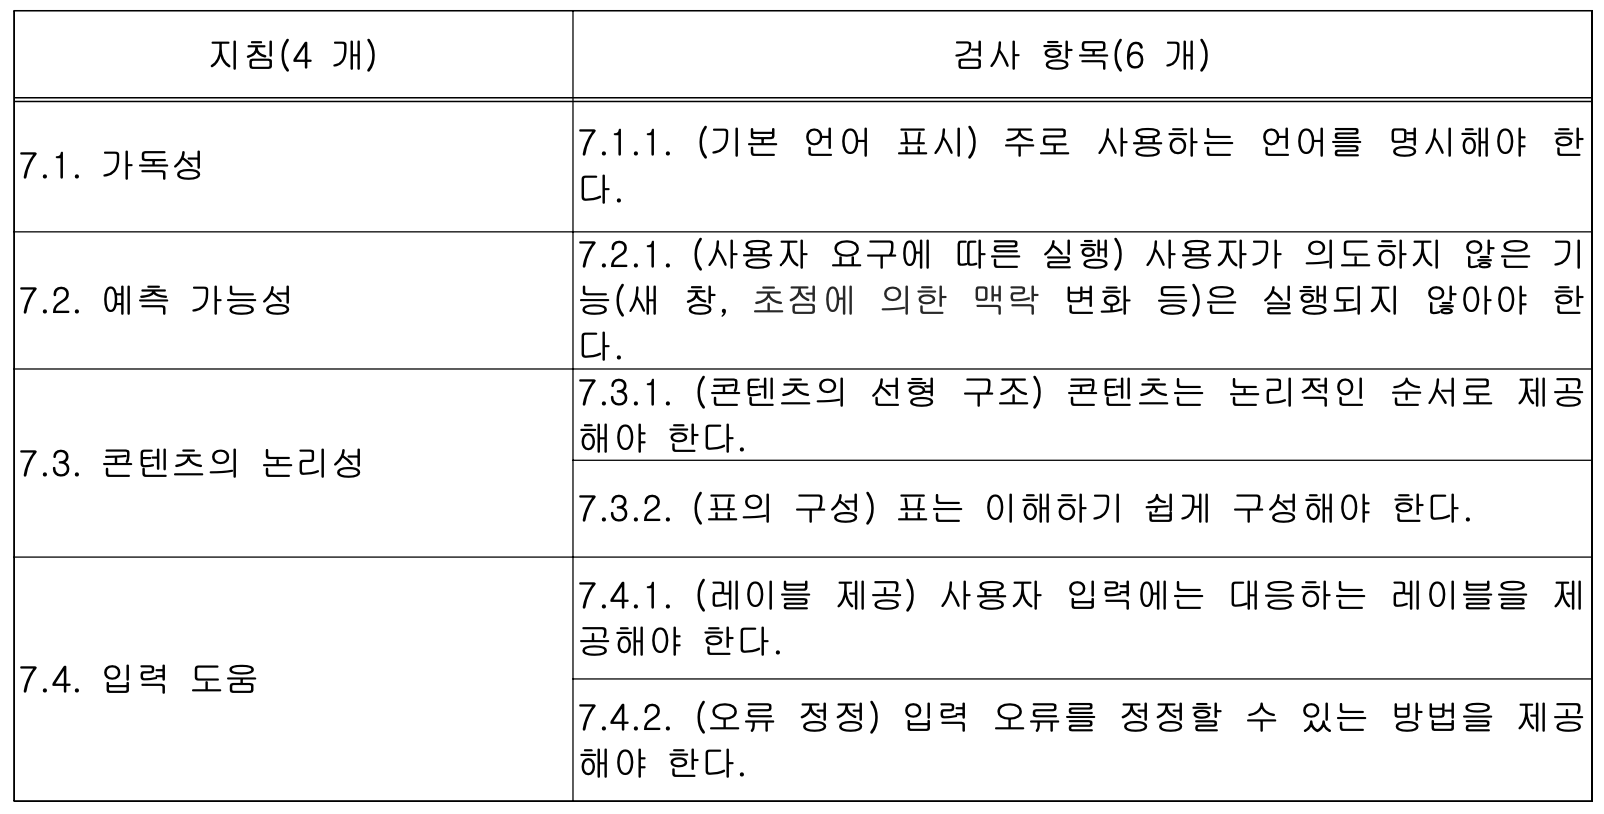 지침(4 개)
검사 항목(6 개)
7.1. 가독성
7.1.1. (기본 언어 표시) 주로 사용하는 언어를 명시해야 한
다.
7.2. 예측 가능성
7.2.1. (사용자 요구에 따른 실행) 사용자가 의도하지 않은 기
능(새 창, 초점에 의한 맥락 변화 등)은 실행되지 않아야 한
다.
7.3. 콘텐츠의 논리성
7.3.1. (콘텐츠의 선형 구조) 콘텐츠는 논리적인 순서로 제공
해야 한다.
7.3.2. (표의 구성) 표는 이해하기 쉽게 구성해야 한다.
7.4. 입력 도움
7.4.1. (레이블 제공) 사용자 입력에는 대응하는 레이블을 제
공해야 한다.
7.4.2. (오류 정정) 입력 오류를 정정할 수 있는 방법을 제공
해야 한다.